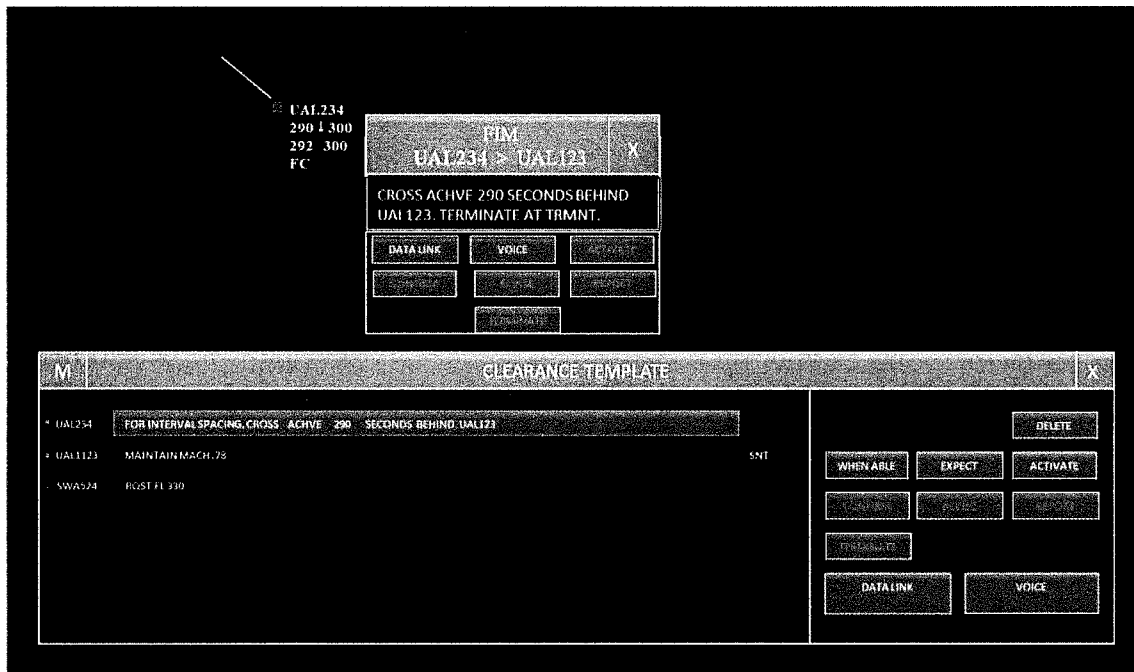 UAL234
290↓300
292 300
FC
FIM
UAL234 > UAL123
X
CROSS ACHVE 290 SECONDS BEHIND
UAL123. TERMINATE AT TRMNT.
DATA LINK VOICE
M CLEARANCE TEMPLATE X
UAL234 FOR INTERVAL SPACING, CROSS ACHVE 290 SECONDS BEHIND UAL123
UAL1123 MAINTAIN MACH .78 SNT
SWA524 ROST FL 330
DELETE
WHEN ABLE EXPECT ACTIVATE
DATA LINK VOICE